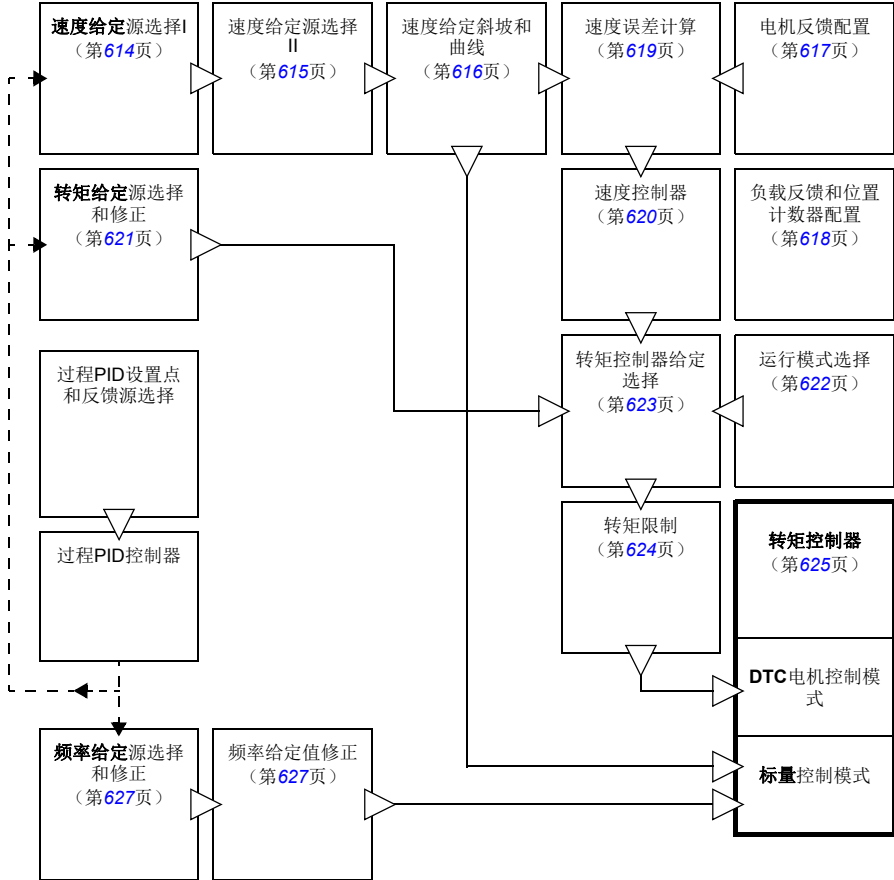 速度给定源选择I
（第614页）
速度给定源选择
II
（第615页）
速度给定斜坡和
曲线
（第616页）
速度误差计算
（第619页）
电机反馈配置
（第617页）
转矩给定源选择
和修正
（第621页）
速度控制器
（第620页）
负载反馈和位置
计数器配置
（第618页）
过程PID设置点
和反馈源选择
转矩控制器给定
选择
（第623页）
运行模式选择
（第622页）
过程PID控制器
转矩限制
（第624页）
转矩控制器
（第625页）
DTC电机控制模
式
频率给定源选择
和修正
（第627页）
频率给定值修正
（第627页）
标量控制模式